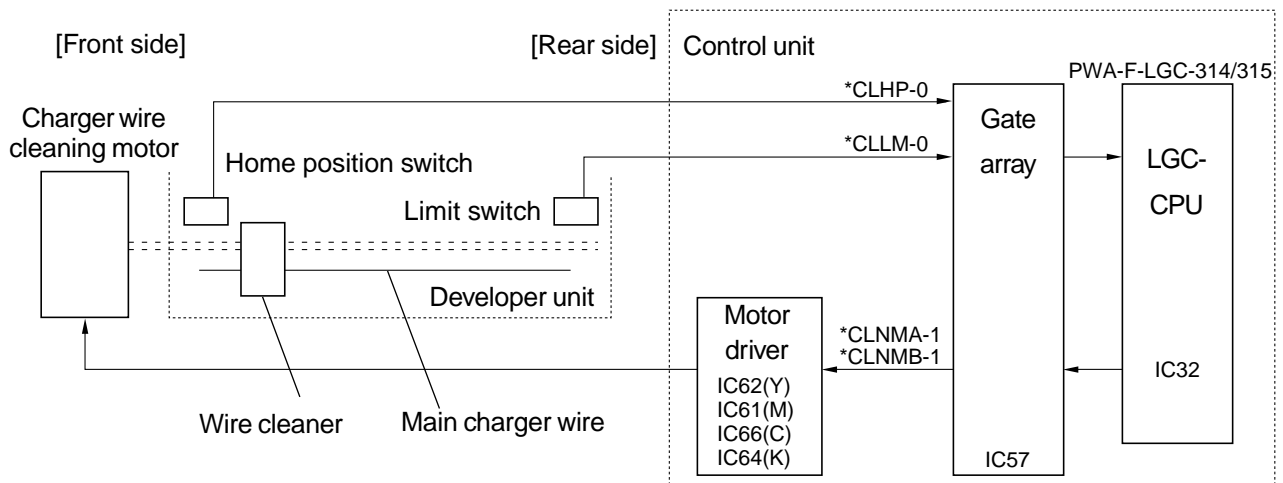 [Front side]
[Rear side]
Control unit
PWA-F-LGC-314/315
*CLHP-0
Charger wire
cleaning motor
Gate
array
Home position switch
*CLLM-0
LGC-
CPU
Limit switch
Developer unit
Motor
driver
*CLNMA-1
*CLNMB-1
IC32
IC62(Y)
IC61(M)
IC66(C)
IC64(K)
Wire cleaner
Main charger wire
IC57